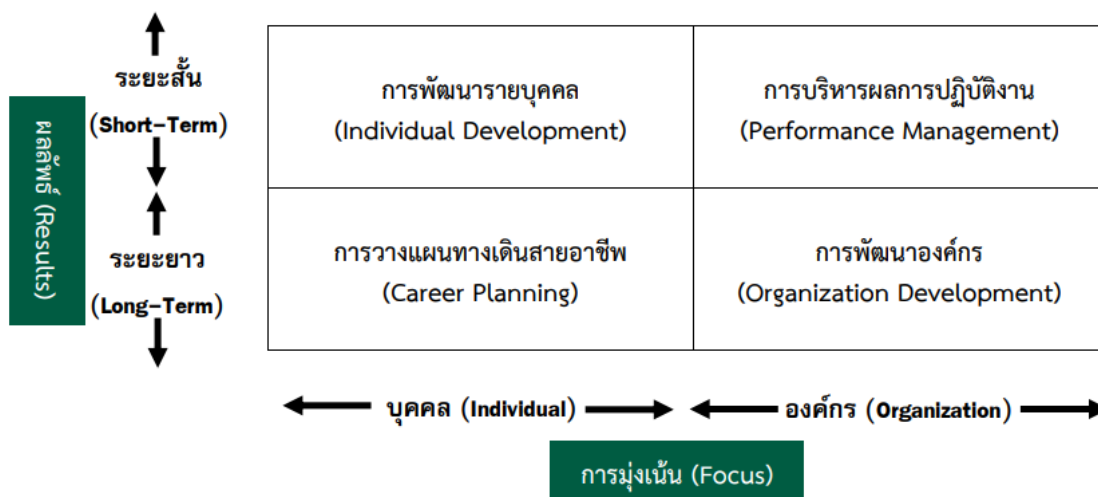 ผลลัพธ์ (Results)
ระยะสั้น
(Short-Term)
ระยะยาว
(Long-Term)
การพัฒนารายบุคคล
(Individual Development)
การบริหารผลการปฏิบัติงาน
(Performance Management)
การวางแผนทางเดินสายอาชีพ
(Career Planning)
การพัฒนาองค์กร
(Organization Development)
บุคคล (Individual)
องค์กร (Organization)
การมุ่งเน้น (Focus)